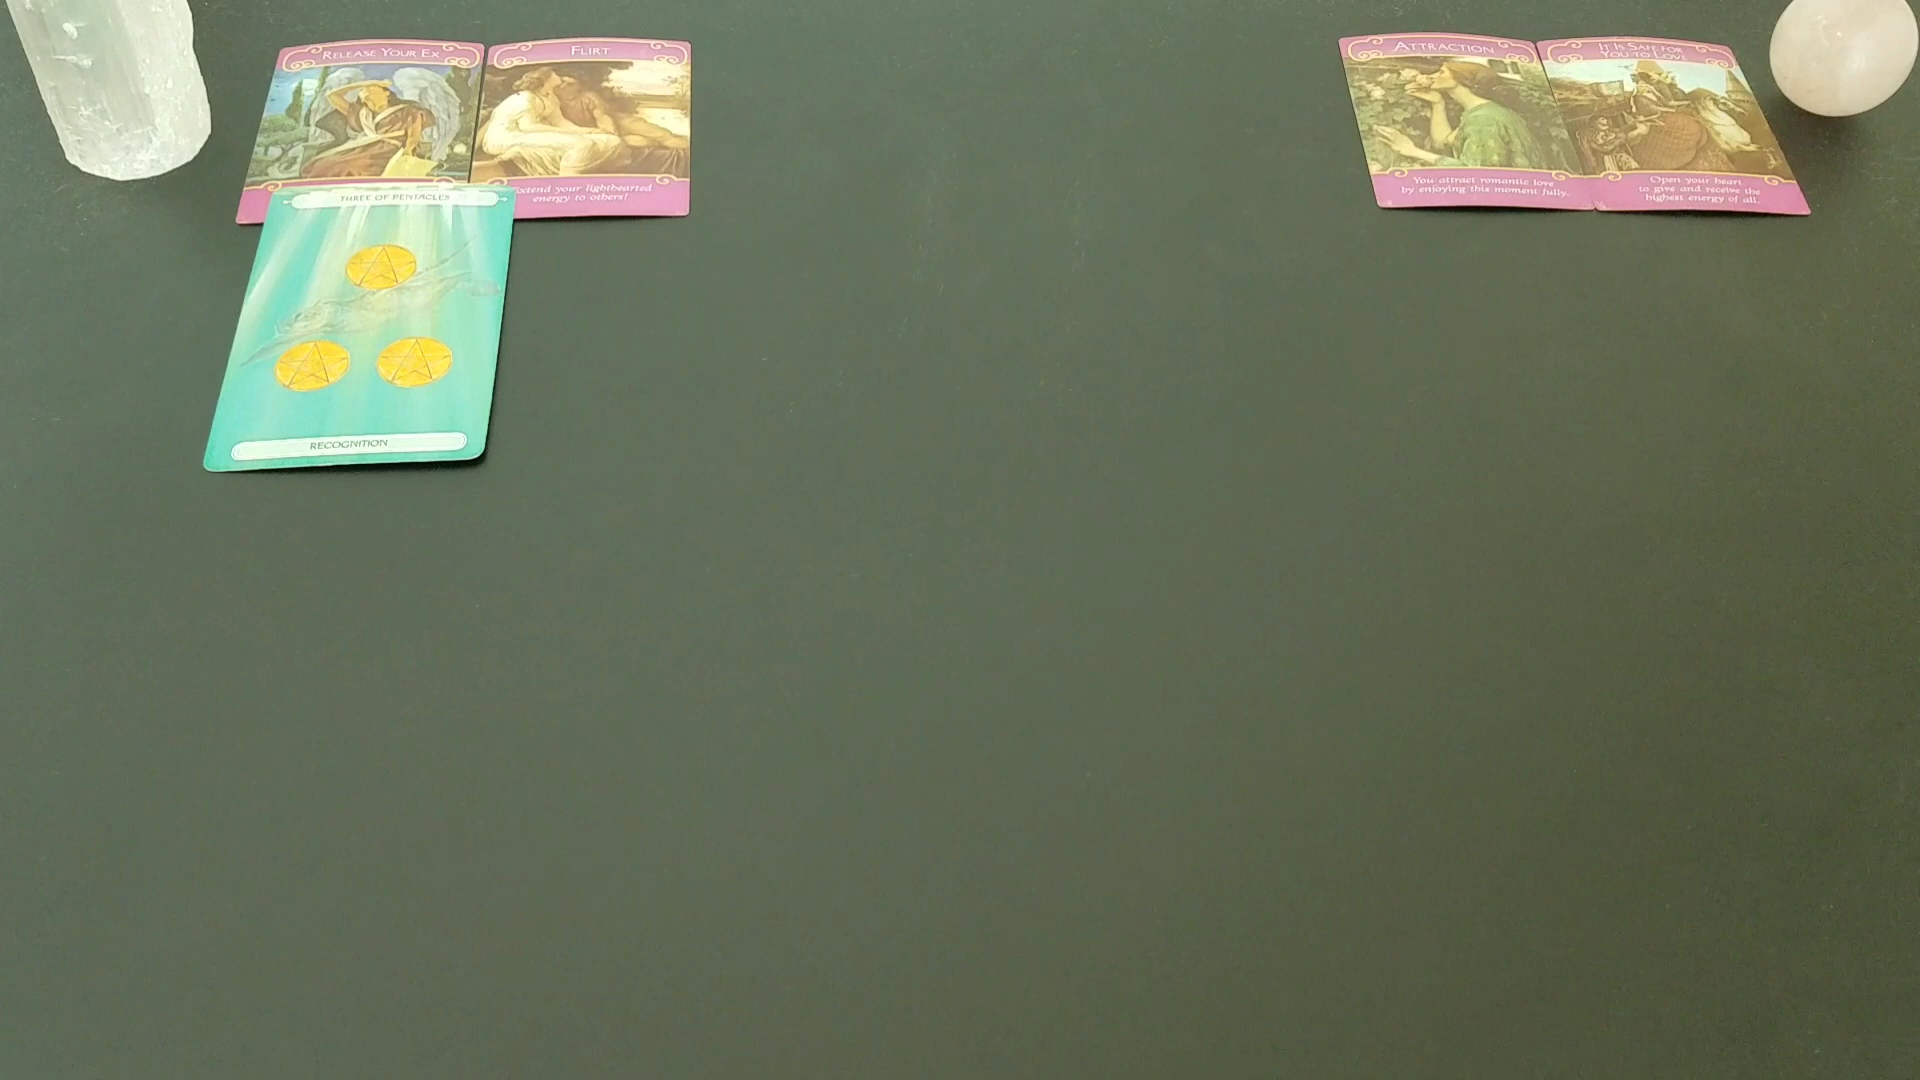 RELEASE YOUR EX
FLIRT
Extend your lighthearted
energy to others!
THREE OF PENTACLES
RECOGNITION
ATTRACTION
You attract romantic love
by enjoying this moment fully.
IT IS SAFE FOR
YOU TO LOVE
Open your heart
to give and receive the
highest energy of all.